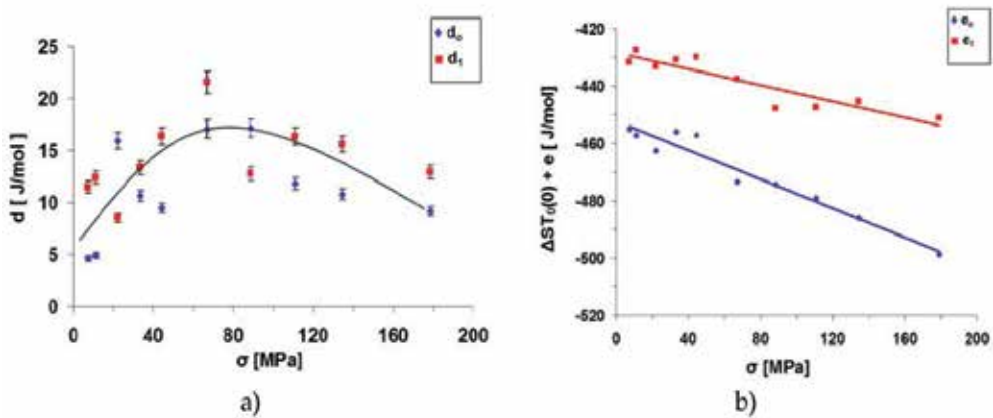 d₀
d₁
25
20
15
10
5
0
d [ J/mol]
0 40 80 120 160 200
σ [MPa]
a)
e₀
e₁
-420
-440
-460
-480
-500
-520
ΔST₀(0) + e [ J/mol]
0 40 80 120 160 200
σ [MPa]
b)